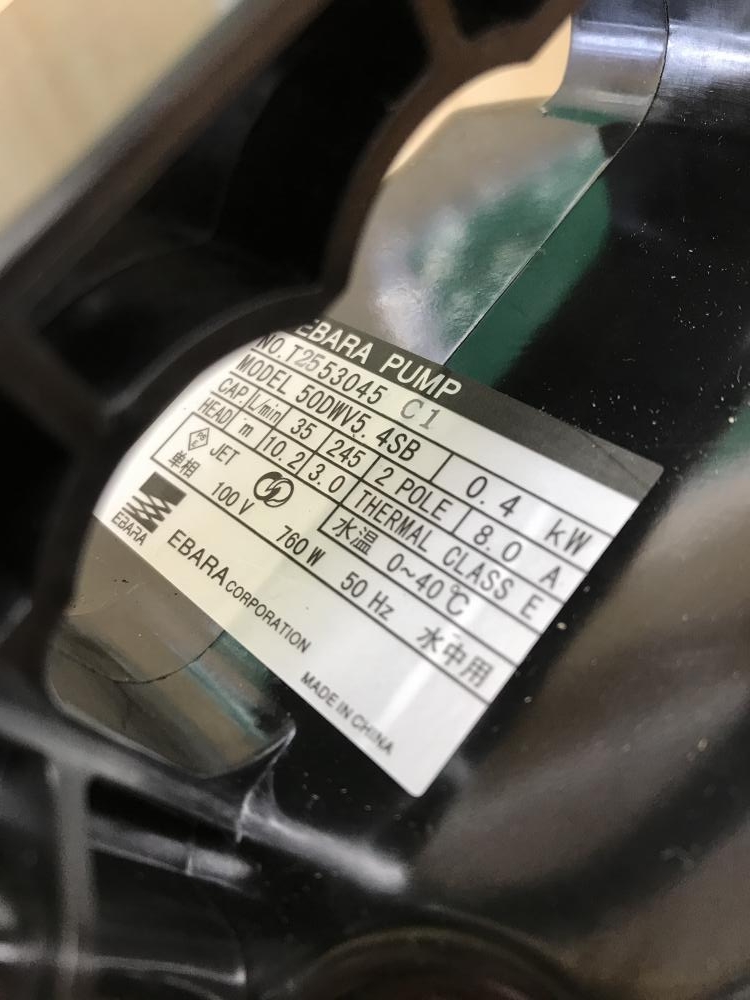 EBARA PUMP
NO. T2553045 C1
MODEL 50DWV5. 4SB 0. 4 kW
CAP. L/min 35 245 2 POLE 8. 0 A
HEAD m 10. 2 3. 0 THERMAL CLASS E
PS E JET 水温 0~40℃
単相 100 V 760 W 50 Hz 水中用
EBARA EBARA CORPORATION
MADE IN CHINA